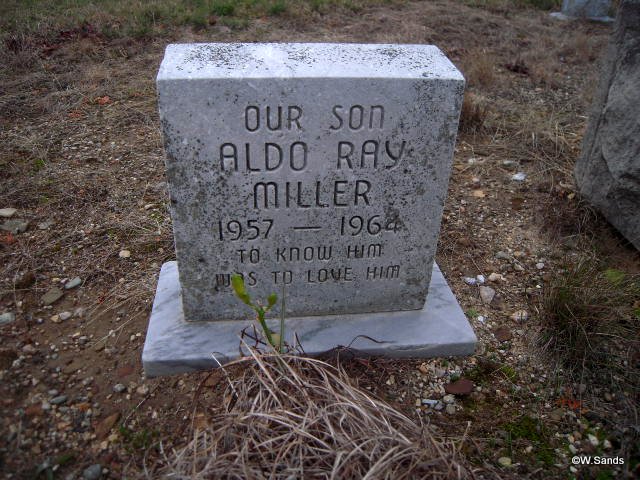 OUR SON
ALDO RAY
MILLER
1957 — 1964
TO KNOW HIM
WAS TO LOVE HIM
©W.Sands